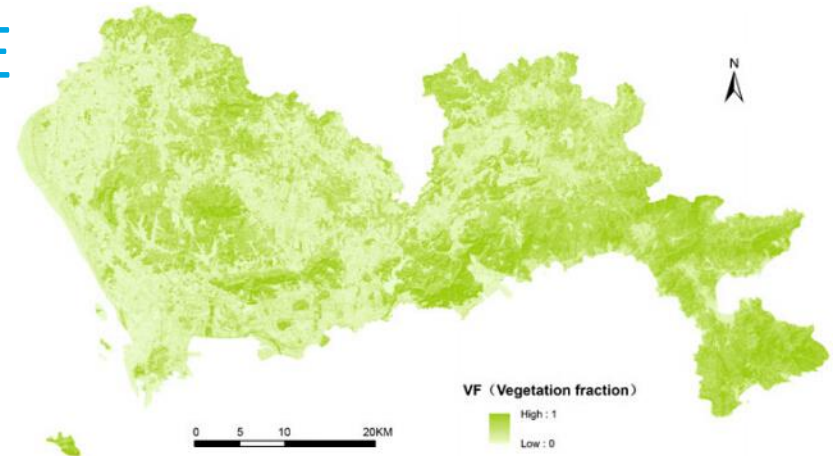 N
VF（Vegetation fraction）
High : 1
Low : 0
0 5 10 20KM